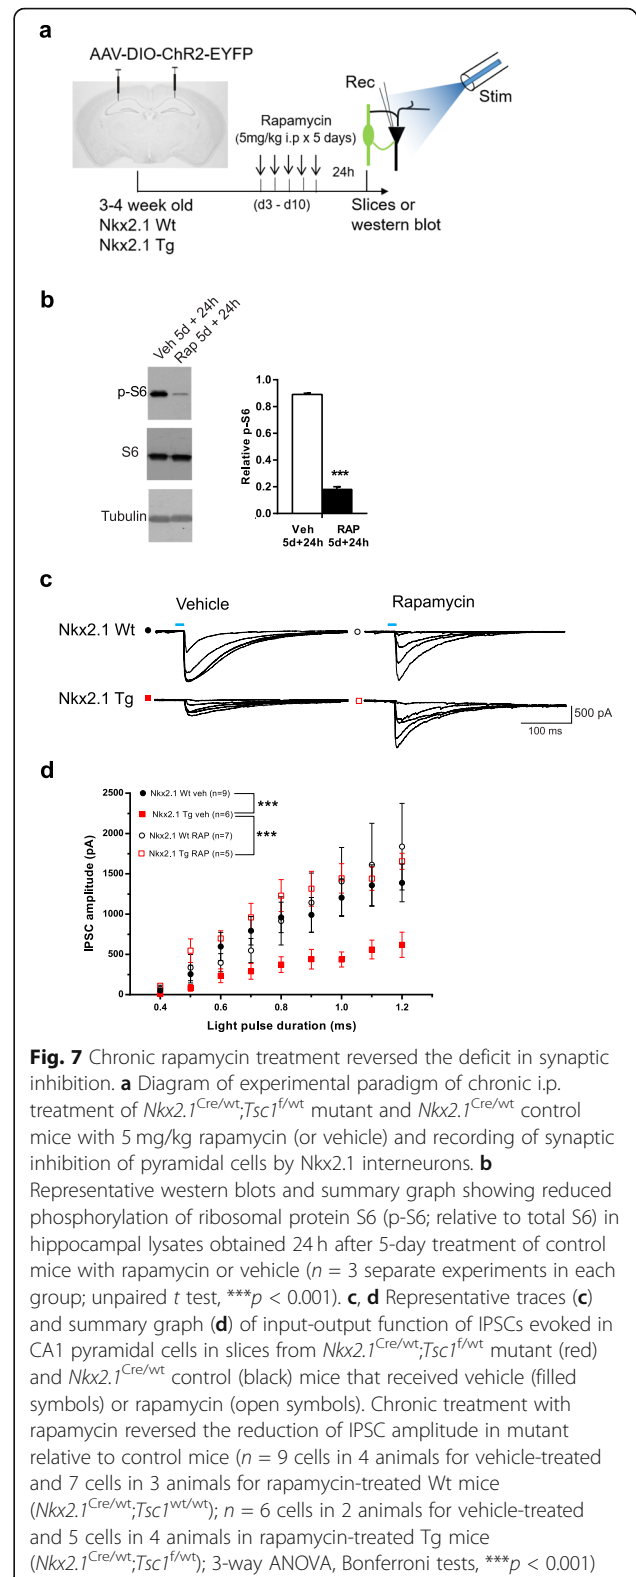 a
AAV-DIO-ChR2-EYFP
Rec
Stim
Rapamycin
(5mg/kg i.p x 5 days)
24h
3-4 week old
Nkx2.1 Wt
Nkx2.1 Tg
(d3 - d10)
Slices or
western blot
b
Veh 5d + 24h
Rap 5d + 24h
p-S6
S6
Tubulin
Relative p-S6
1.0
0.8
0.6
0.4
0.2
0.0
***
Veh
5d+24h
RAP
5d+24h
c
Vehicle
Rapamycin
Nkx2.1 Wt
Nkx2.1 Tg
500 pA
100 ms
d
IPSC amplitude (pA)
2500
2000
1500
1000
500
0
Nkx2.1 Wt veh (n=9)
Nkx2.1 Tg veh (n=6)
Nkx2.1 Wt RAP (n=7)
Nkx2.1 Tg RAP (n=5)
***
***
0.4 0.6 0.8 1.0 1.2
Light pulse duration (ms)
Fig. 7 Chronic rapamycin treatment reversed the deficit in synaptic
inhibition. a Diagram of experimental paradigm of chronic i.p.
treatment of Nkx2.1Cre/wt;Tsc1f/wt mutant and Nkx2.1Cre/wt control
mice with 5 mg/kg rapamycin (or vehicle) and recording of synaptic
inhibition of pyramidal cells by Nkx2.1 interneurons. b
Representative western blots and summary graph showing reduced
phosphorylation of ribosomal protein S6 (p-S6; relative to total S6) in
hippocampal lysates obtained 24 h after 5-day treatment of control
mice with rapamycin or vehicle (n = 3 separate experiments in each
group; unpaired t test, ***p < 0.001). c, d Representative traces (c)
and summary graph (d) of input-output function of IPSCs evoked in
CA1 pyramidal cells in slices from Nkx2.1Cre/wt;Tsc1f/wt mutant (red)
and Nkx2.1Cre/wt control (black) mice that received vehicle (filled
symbols) or rapamycin (open symbols). Chronic treatment with
rapamycin reversed the reduction of IPSC amplitude in mutant
relative to control mice (n = 9 cells in 4 animals for vehicle-treated
and 7 cells in 3 animals for rapamycin-treated Wt mice
(Nkx2.1Cre/wt;Tsc1wt/wt); n = 6 cells in 2 animals for vehicle-treated
and 5 cells in 4 animals in rapamycin-treated Tg mice
(Nkx2.1Cre/wt;Tsc1f/wt); 3-way ANOVA, Bonferroni tests, ***p < 0.001)